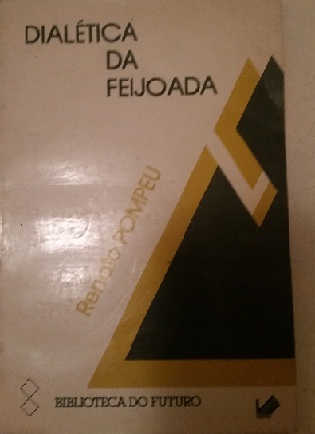 DIALÉTICA
DA
FEIJOADA
Renato POMPEU
BIBLIOTECA DO FUTURO